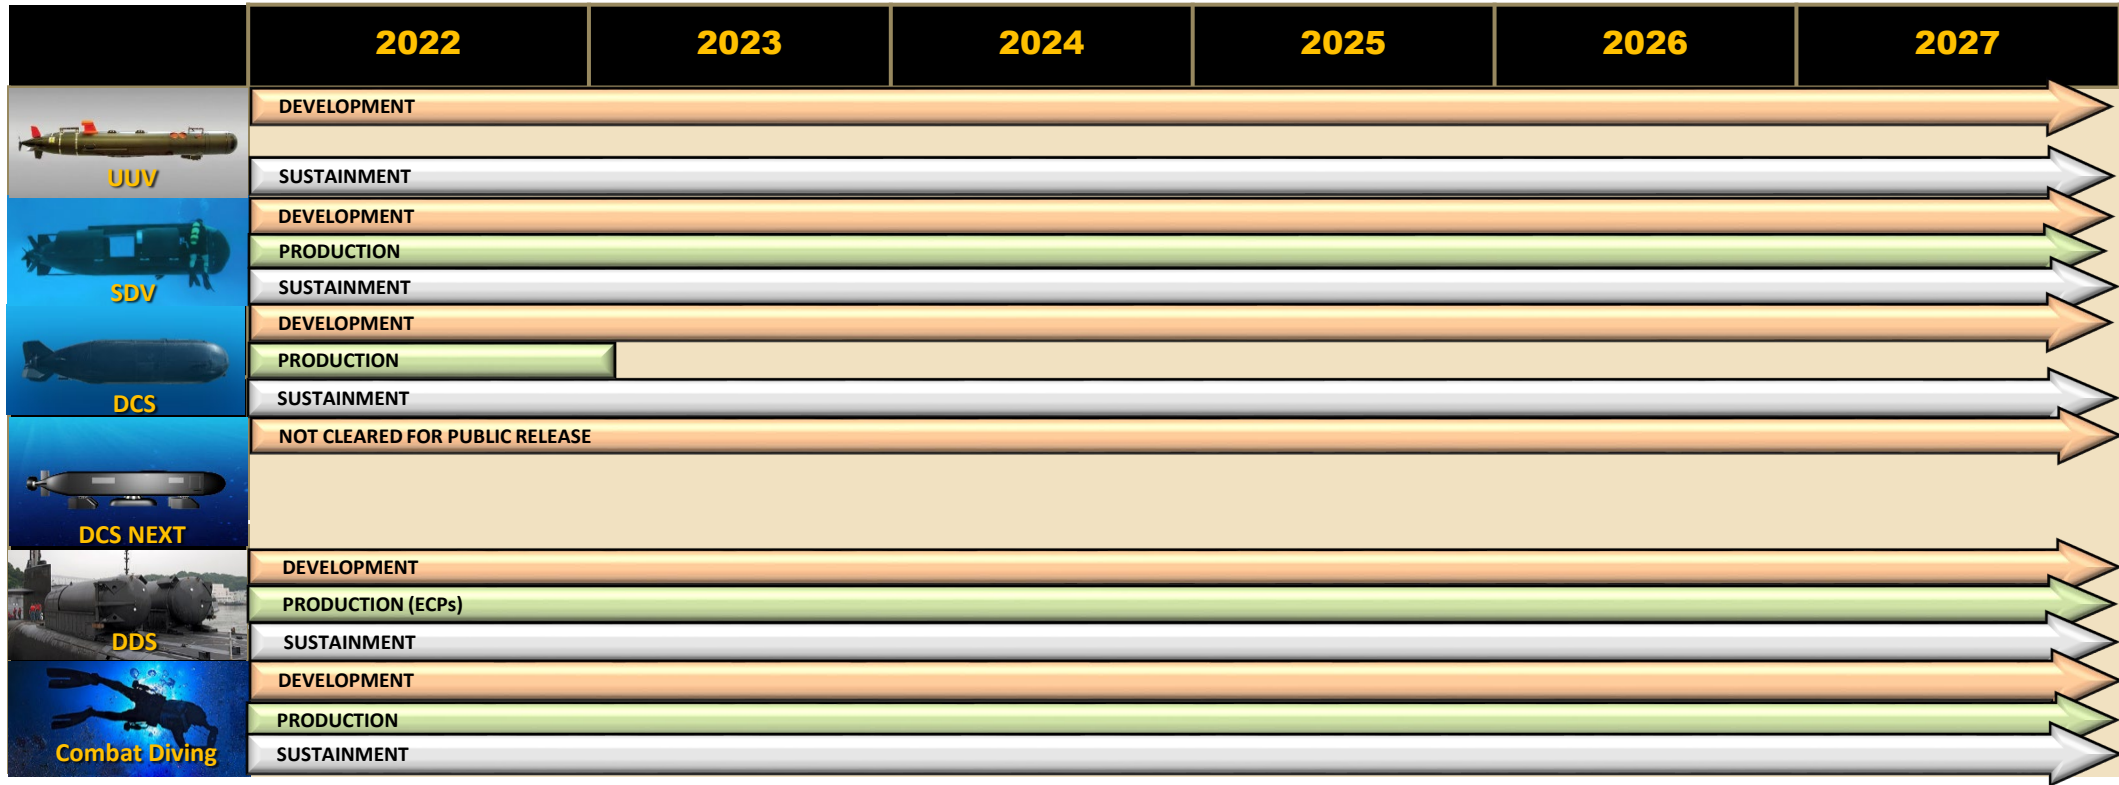 2022 2023 2024 2025 2026 2027
DEVELOPMENT
SUSTAINMENT
UUV
DEVELOPMENT
PRODUCTION
SUSTAINMENT
SDV
DEVELOPMENT
PRODUCTION
SUSTAINMENT
DCS
NOT CLEARED FOR PUBLIC RELEASE
DCS NEXT
DEVELOPMENT
PRODUCTION (ECPs)
SUSTAINMENT
DDS
DEVELOPMENT
PRODUCTION
SUSTAINMENT
Combat Diving